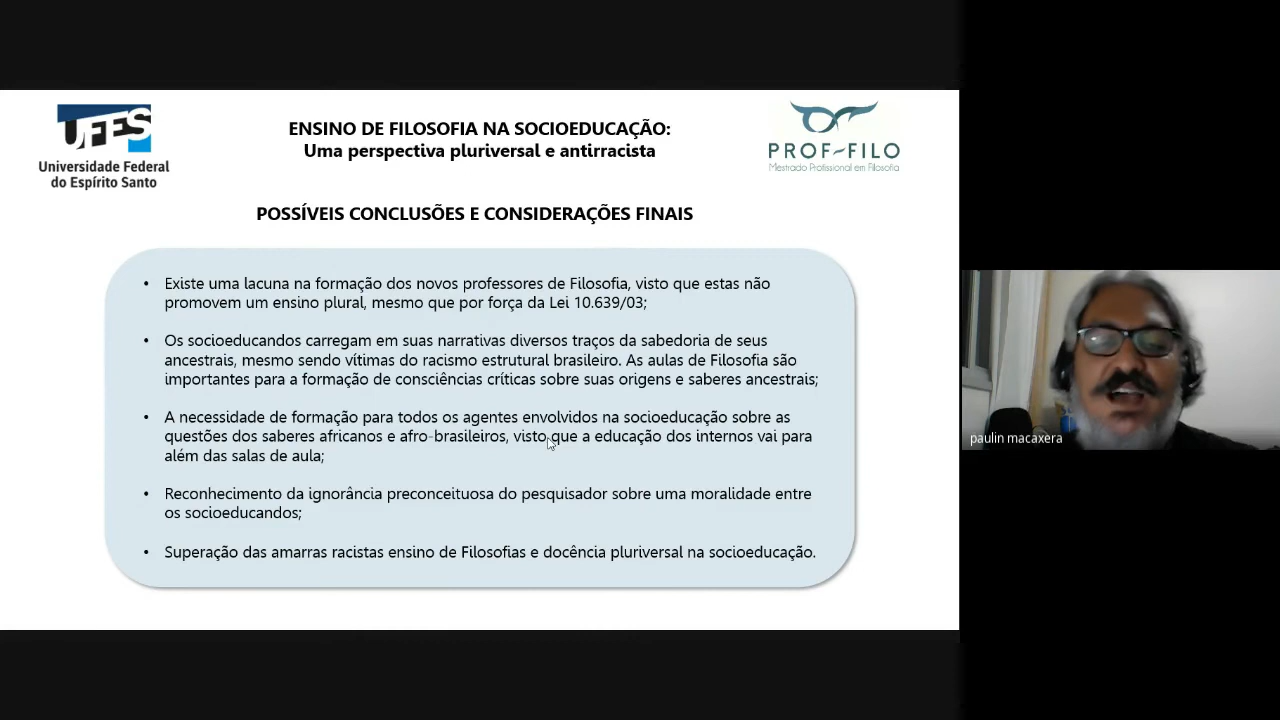 UFES
Universidade Federal
do Espírito Santo
ENSINO DE FILOSOFIA NA SOCIOEDUCAÇÃO:
Uma perspectiva pluriversal e antirracista
PROF-FILO
Mestrado Profissional em Filosofia
POSSÍVEIS CONCLUSÕES E CONSIDERAÇÕES FINAIS
• Existe uma lacuna na formação dos novos professores de Filosofia, visto que estas não
promovem um ensino plural, mesmo que por força da Lei 10.639/03;
• Os socioeducandos carregam em suas narrativas diversos traços da sabedoria de seus
ancestrais, mesmo sendo vítimas do racismo estrutural brasileiro. As aulas de Filosofia são
importantes para a formação de consciências críticas sobre suas origens e saberes ancestrais;
• A necessidade de formação para todos os agentes envolvidos na socioeducação sobre as
questões dos saberes africanos e afro-brasileiros, visto que a educação dos internos vai para
além das salas de aula;
• Reconhecimento da ignorância preconceituosa do pesquisador sobre uma moralidade entre
os socioeducandos;
• Superação das amarras racistas ensino de Filosofias e docência pluriversal na socioeducação.
paulin macaxera